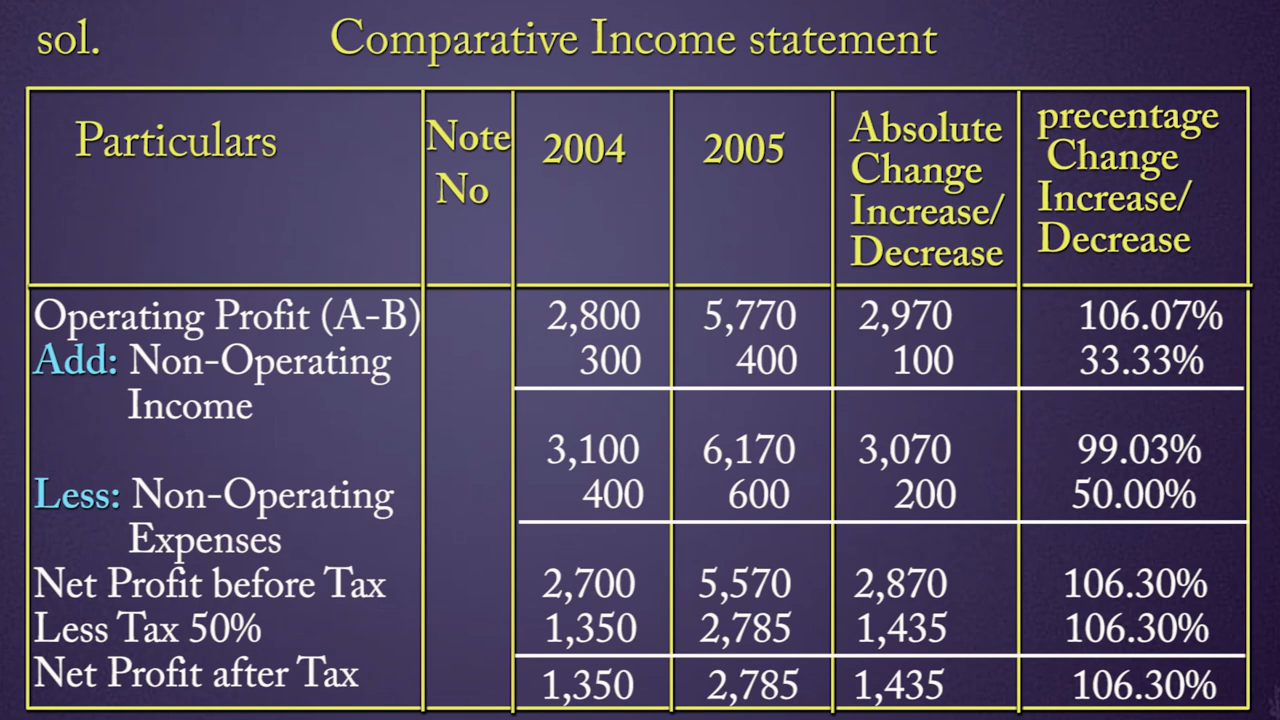 sol. Comparative Income statement
Particulars Note No 2004 2005 Absolute Change Increase/ Decrease precentage Change Increase/ Decrease
Operating Profit (A-B) 2,800 5,770 2,970 106.07%
Add: Non-Operating 300 400 100 33.33%
Income
3,100 6,170 3,070 99.03%
Less: Non-Operating 400 600 200 50.00%
Expenses
Net Profit before Tax 2,700 5,570 2,870 106.30%
Less Tax 50% 1,350 2,785 1,435 106.30%
Net Profit after Tax 1,350 2,785 1,435 106.30%